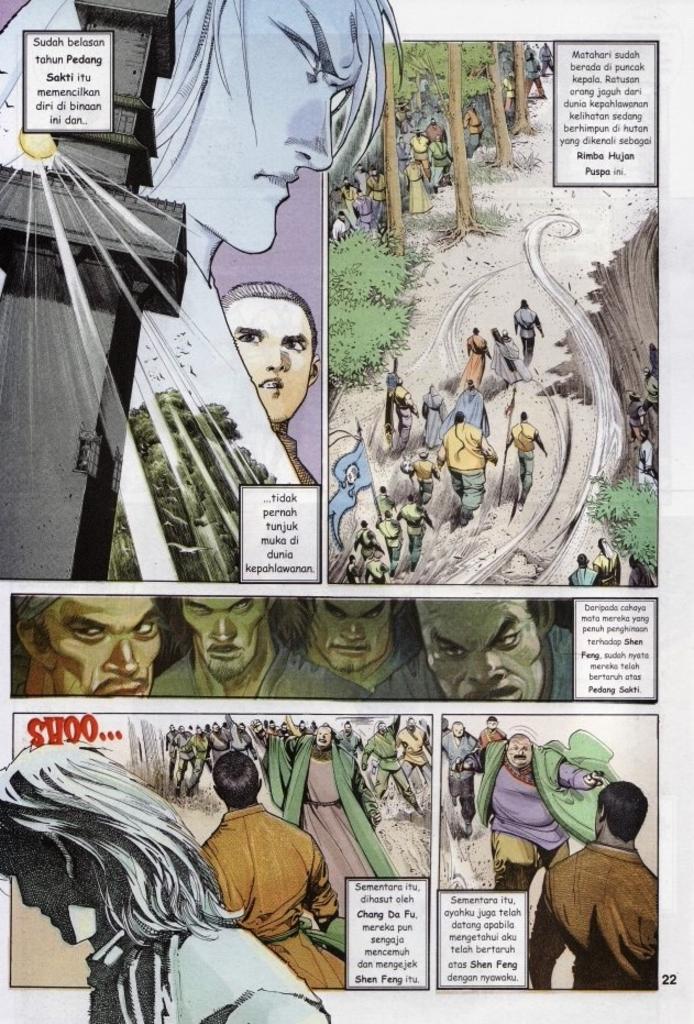 Sudah belasan
tahun Pedang
Sakti itu
memencilkan
diri di binaan
ini dan..
Matahari sudah
berada di puncak
kepala. Ratusan
orang jaguh dari
dunia kepahlawanan
kelihatan sedang
berhimpun di hutan
yang dikenali sebagai
Rimba Hujan
Puspa ini.
...tidak
pernah
tunjuk
muka di
dunia
kepahlawanan.
Daripada cahaya
mata mereka yang
penuh penghinaan
terhadap Shen
Feng, sudah nyata
mereka telah
bertaruh atas
Pedang Sakti.
SHOO...
Sementara itu,
dihasut oleh
Chang Da Fu,
mereka pun
sengaja
mencemuh
dan mengejek
Shen Feng itu.
Sementara itu,
ayahku juga telah
datang apabila
mengetahui aku
telah bertaruh
atas Shen Feng
dengan nyawaku.
22